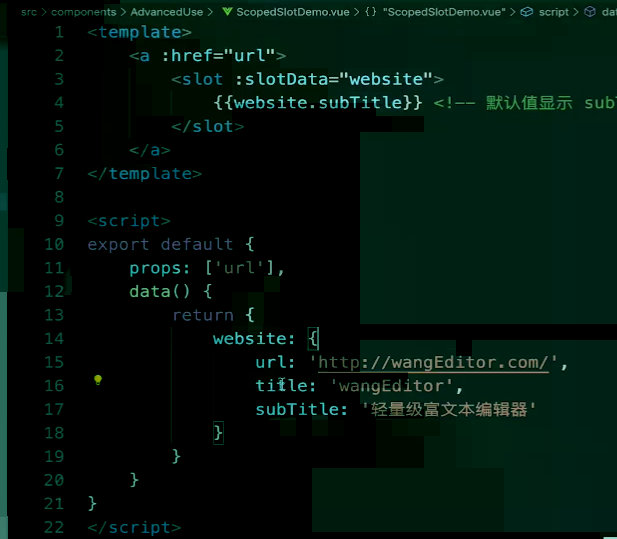 src > components > AdvancedUse > ScopedSlotDemo.vue > {} "ScopedSlotDemo.vue" > script > dat
1 <template>
2 <a :href="url">
3 <slot :slotData="website">
4 {{website.subTitle}} <!-- 默认值显示 subT
5 </slot>
6 </a>
7 </template>
8
9 <script>
10 export default {
11 props: ['url'],
12 data() {
13 return {
14 website: {
15 url: 'http://wangEditor.com/',
16 title: 'wangEditor',
17 subTitle: '轻量级富文本编辑器'
18 }
19 }
20 }
21 }
22 </script>